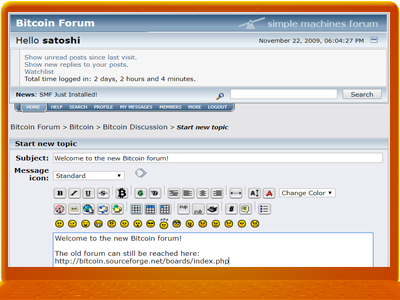 Bitcoin Forum
simple machines forum
Hello satoshi
November 22, 2009, 06:04:27 PM
Show unread posts since last visit.
Show new replies to your posts.
Watchlist
Total time logged in: 2 days, 2 hours and 4 minutes.
News: SMF Just Installed!
Search
HOME HELP SEARCH PROFILE MY MESSAGES MEMBERS MORE LOGOUT
Bitcoin Forum > Bitcoin > Bitcoin Discussion > Start new topic
Start new topic
Subject: Welcome to the new Bitcoin forum!
Message icon: Standard
Change Color
Welcome to the new Bitcoin forum!
The old forum can still be reached here:
http://bitcoin.sourceforge.net/boards/index.php